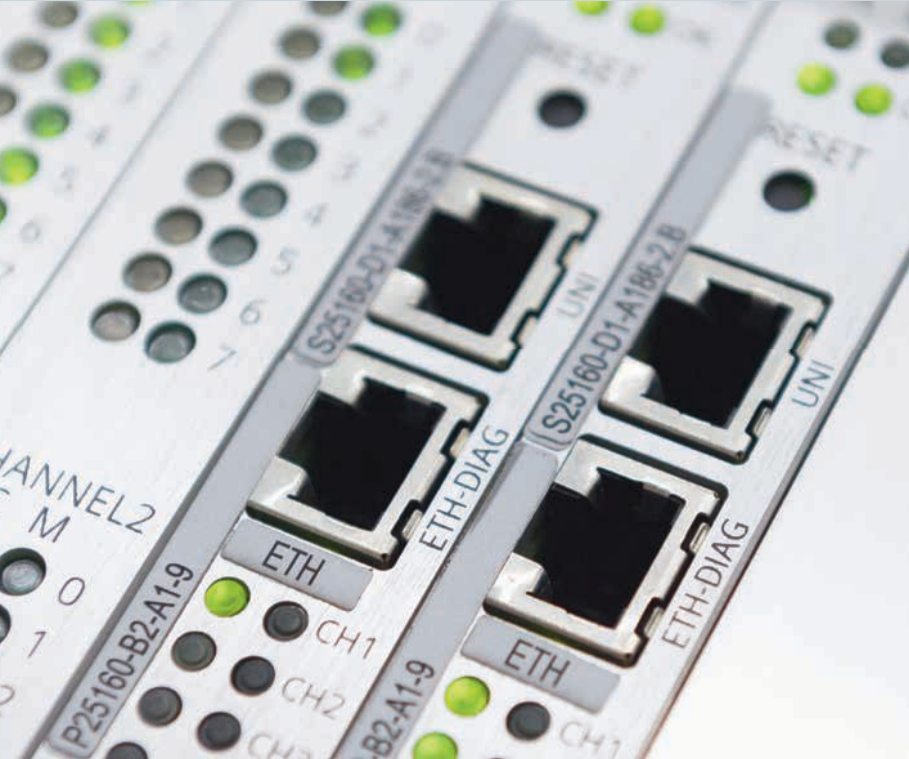 RESET
RESET
S25160-D1-A186-2.B
UNI
S25160-D1-A186-2.B
UNI
ETH-DIAG
ETH-DIAG
ETH
ETH
P25160-B2-A1-9
-B2-A1-9
CH1
CH2
CH3
CH1
HANNEL2
M
0
1
2
3
4
5
6
7
4
5
6
7